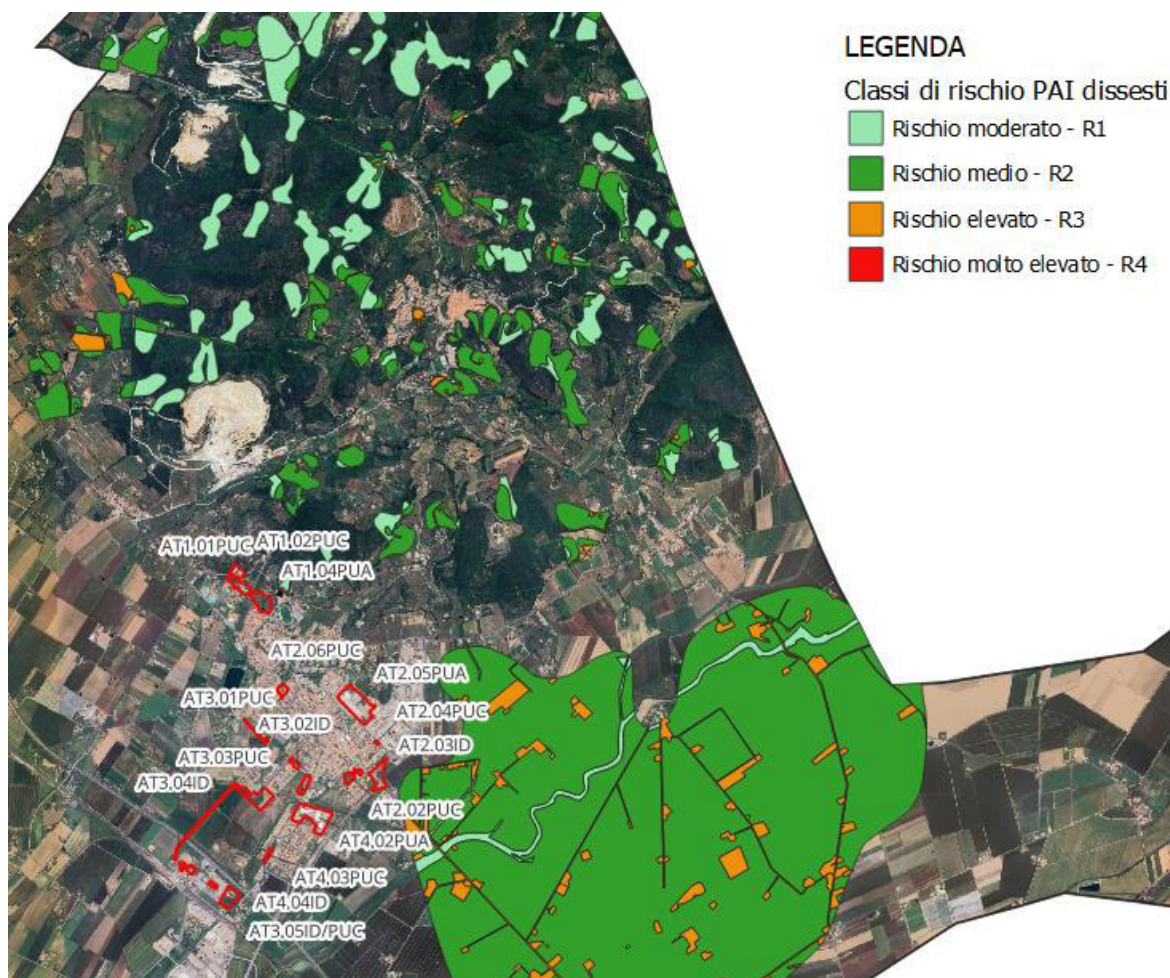 LEGENDA
Classi di rischio PAI dissesti
Rischio moderato - R1
Rischio medio - R2
Rischio elevato - R3
Rischio molto elevato - R4
AT1.01PUC
AT1.02PUC
AT1.04PUA
AT2.06PUC
AT2.05PUA
AT3.01PUC
AT2.04PUC
AT3.02ID
AT2.03ID
AT3.03PUC
AT3.04ID
AT2.02PUC
AT4.02PUA
AT4.03PUC
AT4.04ID
AT3.05ID/PUC